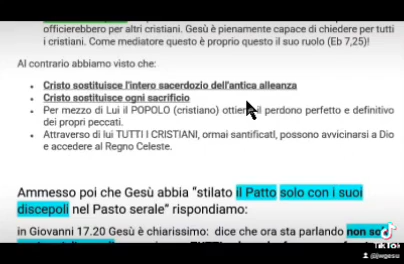 officierebbero per altri cristiani. Gesù è pienamente capace di chiedere per tutti
i cristiani. Come mediatore questo è proprio questo il suo ruolo (Eb 7,25)!
Al contrario abbiamo visto che:
• Cristo sostituisce l'intero sacerdozio dell'antica alleanza
• Cristo sostituisce ogni sacrificio
• Per mezzo di Lui il POPOLO (cristiano) ottiene il perdono perfetto e definitivo
dei propri peccati.
• Attraverso di lui TUTTI I CRISTIANI, ormai santificati, possono avvicinarsi a Dio
e accedere al Regno Celeste.
Ammesso poi che Gesù abbia "stilato il Patto solo con i suoi
discepoli nel Pasto serale" rispondiamo:
in Giovanni 17.20 Gesù è chiarissimo: dice che ora sta parlando non solo
TikTok
@jwgesu